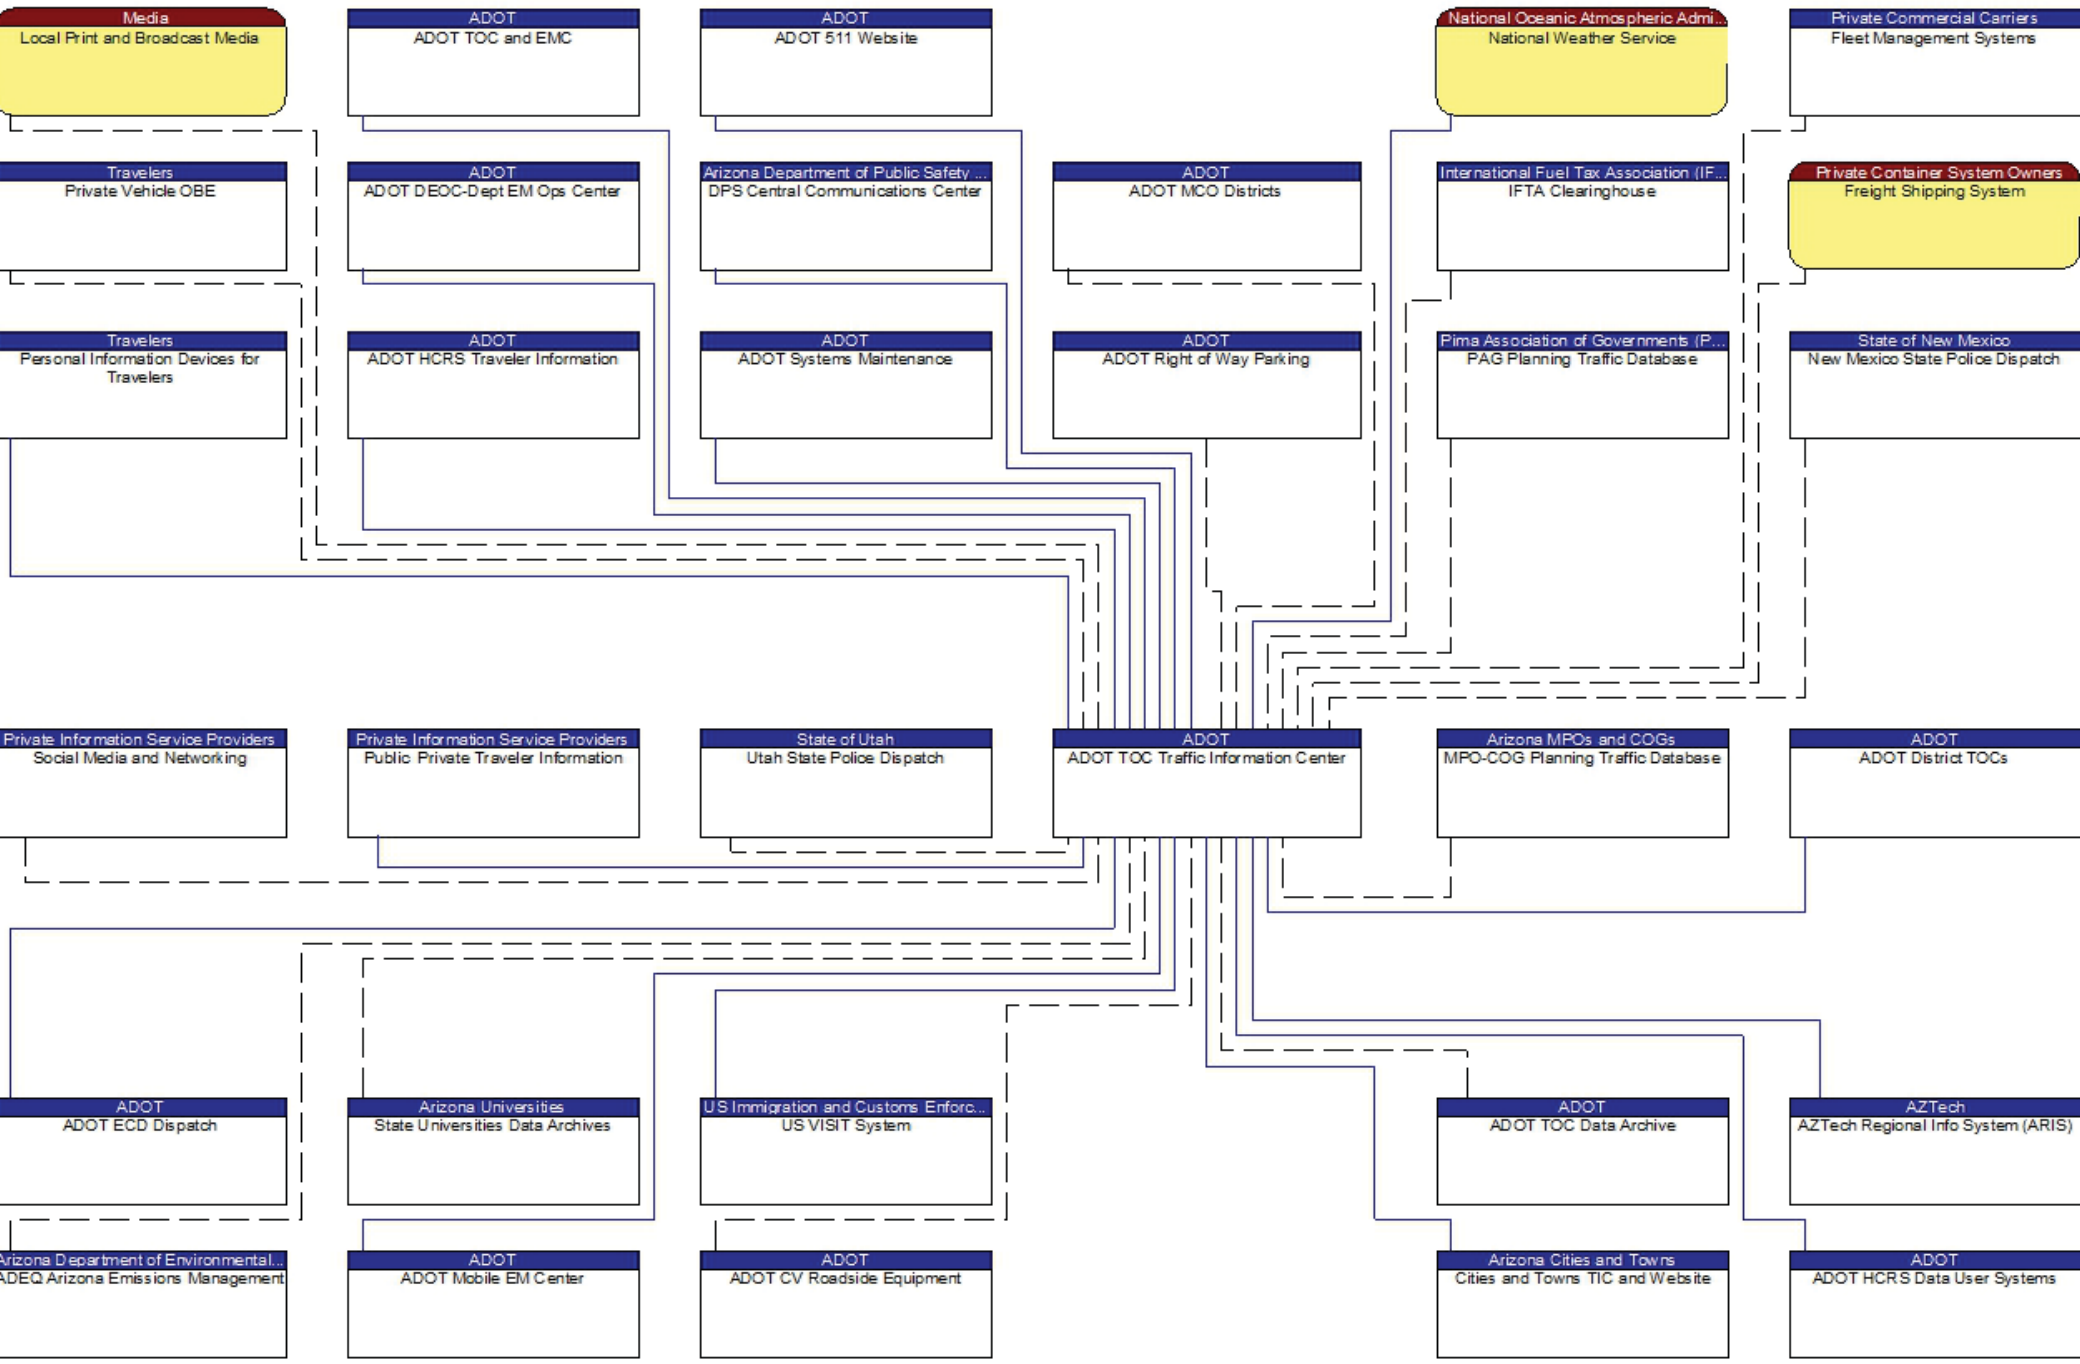 Media
Local Print and Broadcast Media
ADOT
ADOT TOC and EMC
ADOT
ADOT 511 Website
National Oceanic Atmospheric Admi...
National Weather Service
Private Commercial Carriers
Fleet Management Systems
Travelers
Private Vehicle OBE
ADOT
ADOT DEOC-Dept EM Ops Center
Arizona Department of Public Safety ...
DPS Central Communications Center
ADOT
ADOT MCO Districts
International Fuel Tax Association (IF...
IFTA Clearinghouse
Private Container System Owners
Freight Shipping System
Travelers
Personal Information Devices for
Travelers
ADOT
ADOT HCRS Traveler Information
ADOT
ADOT Systems Maintenance
ADOT
ADOT Right of Way Parking
Pima Association of Governments (P...
PAG Planning Traffic Database
State of New Mexico
New Mexico State Police Dispatch
Private Information Service Providers
Social Media and Networking
Private Information Service Providers
Public Private Traveler Information
State of Utah
Utah State Police Dispatch
ADOT
ADOT TOC Traffic Information Center
Arizona MPOs and COGs
MPO-COG Planning Traffic Database
ADOT
ADOT District TOCs
ADOT
ADOT ECD Dispatch
Arizona Universities
State Universities Data Archives
US Immigration and Customs Enforc...
US VISIT System
ADOT
ADOT TOC Data Archive
AZTech
AZTech Regional Info System (ARIS)
Arizona Department of Environmental...
ADEQ Arizona Emissions Management
ADOT
ADOT Mobile EM Center
ADOT
ADOT CV Roadside Equipment
Arizona Cities and Towns
Cities and Towns TIC and Website
ADOT
ADOT HCRS Data User Systems